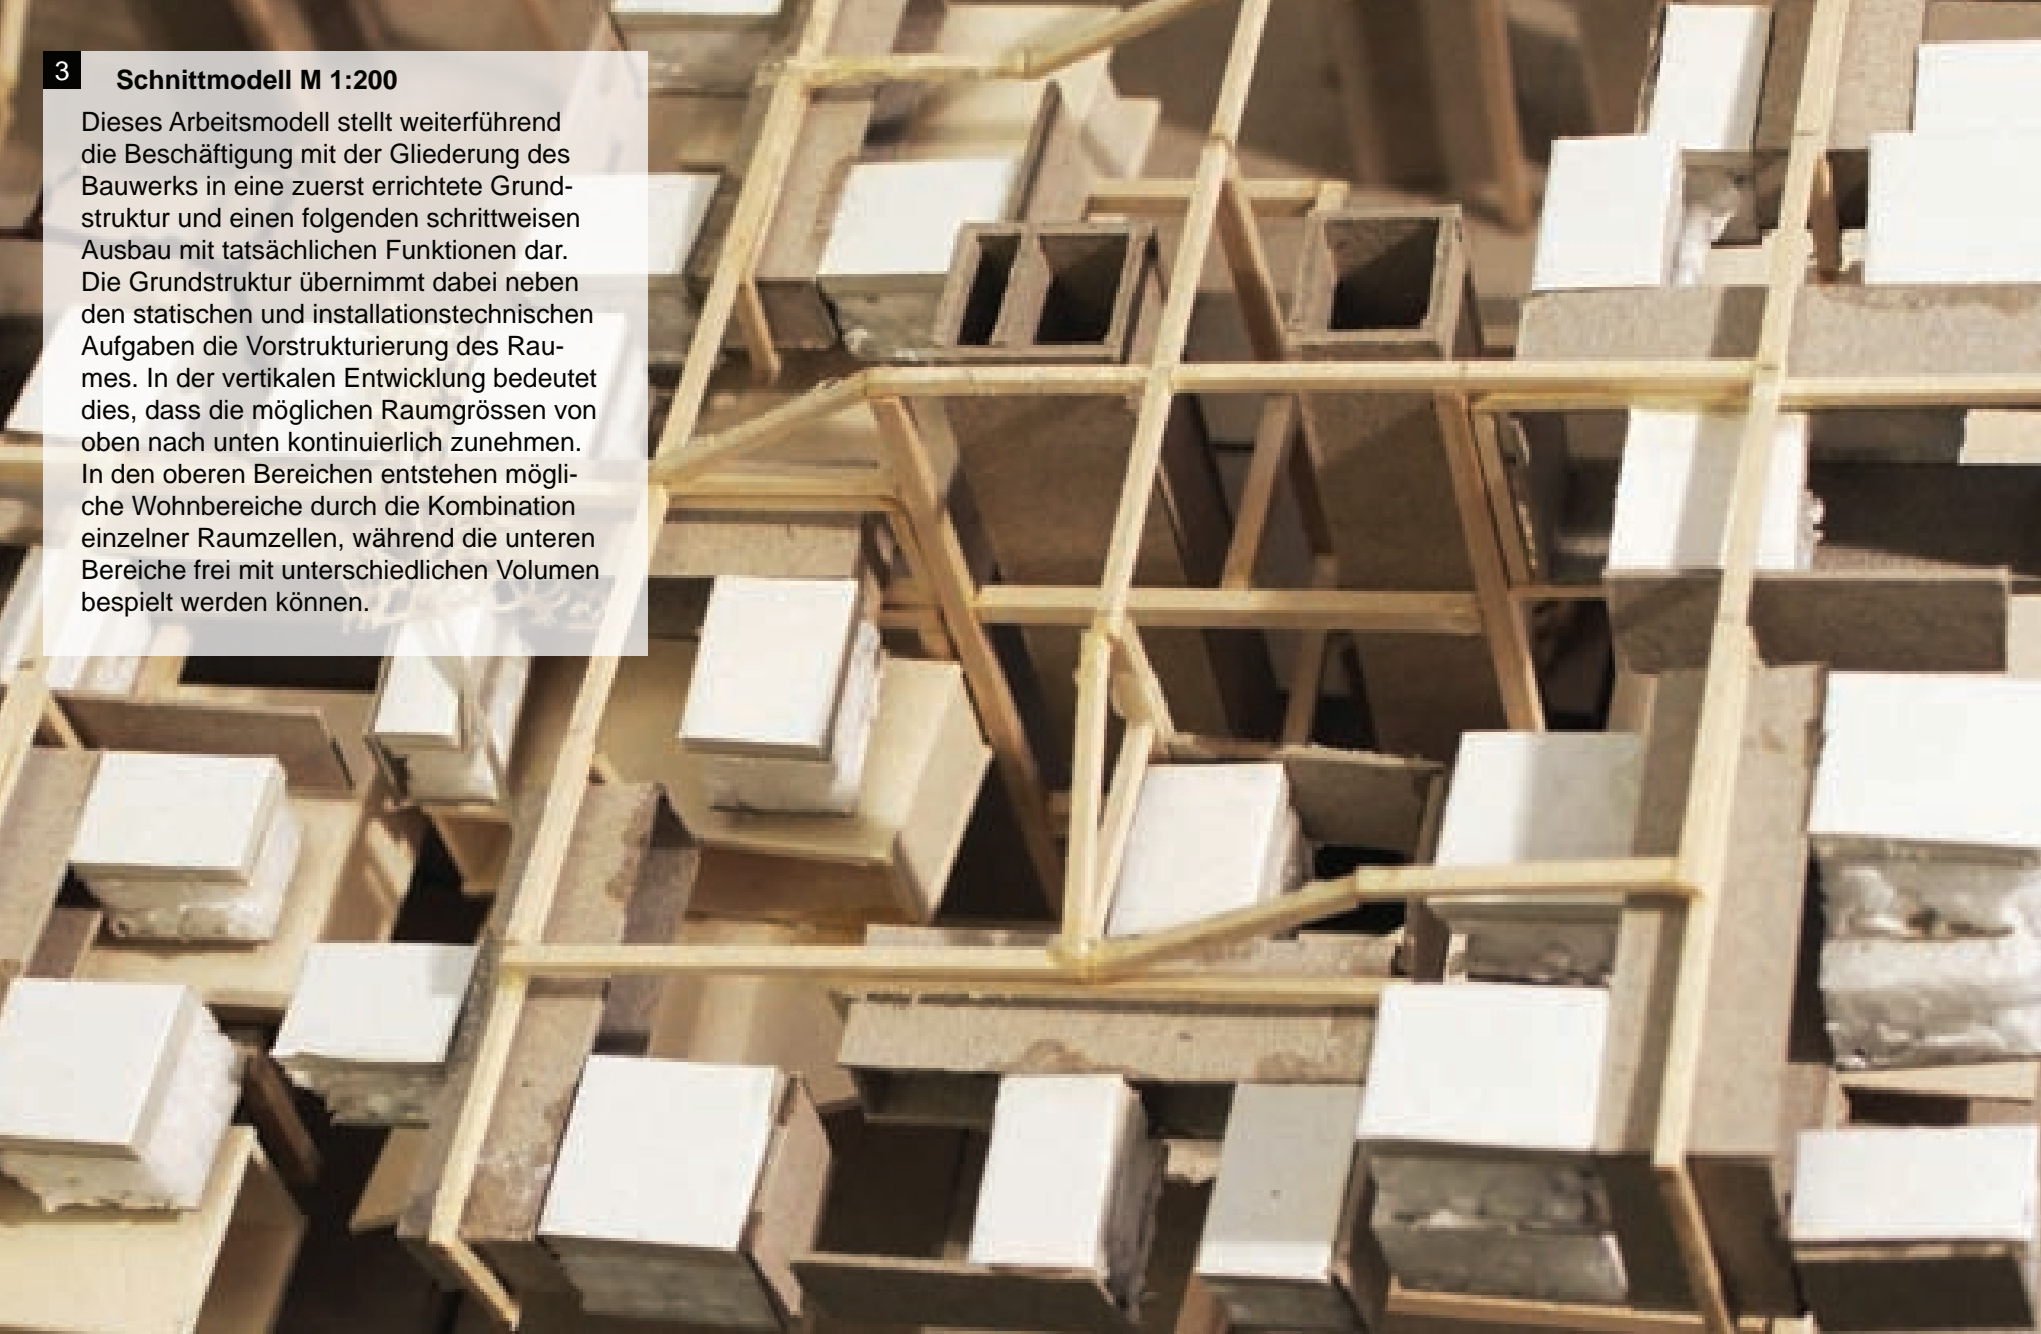 3
Schnittmodell M 1:200
Dieses Arbeitsmodell stellt weiterführend
die Beschäftigung mit der Gliederung des
Bauwerks in eine zuerst errichtete Grund-
struktur und einen folgenden schrittweisen
Ausbau mit tatsächlichen Funktionen dar.
Die Grundstruktur übernimmt dabei neben
den statischen und installationstechnischen
Aufgaben die Vorstrukturierung des Rau-
mes. In der vertikalen Entwicklung bedeutet
dies, dass die möglichen Raumgrössen von
oben nach unten kontinuierlich zunehmen.
In den oberen Bereichen entstehen mögli-
che Wohnbereiche durch die Kombination
einzelner Raumzellen, während die unteren
Bereiche frei mit unterschiedlichen Volumen
bespielt werden können.